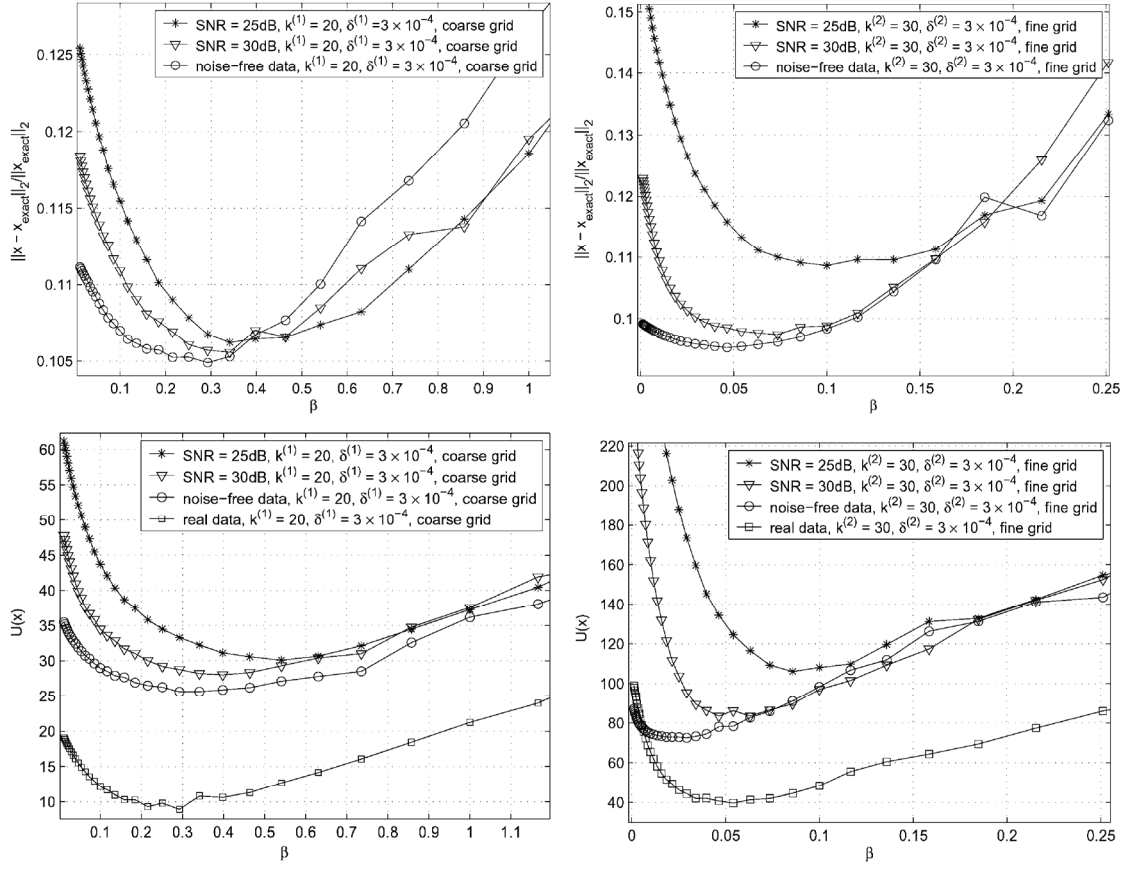 SNR = 25dB, k(1) = 20, δ(1) = 3 × 10−4, coarse grid
SNR = 30dB, k(1) = 20, δ(1) = 3 × 10−4, coarse grid
noise-free data, k(1) = 20, δ(1) = 3 × 10−4, coarse grid
||x − xexact||2/||xexact||2
0.125
0.12
0.115
0.11
0.105
0.1 0.2 0.3 0.4 0.5 0.6 0.7 0.8 0.9 1
β
SNR = 25dB, k(2) = 30, δ(2) = 3 × 10−4, fine grid
SNR = 30dB, k(2) = 30, δ(2) = 3 × 10−4, fine grid
noise-free data, k(2) = 30, δ(2) = 3 × 10−4, fine grid
||x − xexact||2/||xexact||2
0.15
0.14
0.13
0.12
0.11
0.1
0 0.05 0.1 0.15 0.2 0.25
β
SNR = 25dB, k(1) = 20, δ(1) = 3 × 10−4, coarse grid
SNR = 30dB, k(1) = 20, δ(1) = 3 × 10−4, coarse grid
noise-free data, k(1) = 20, δ(1) = 3 × 10−4, coarse grid
real data, k(1) = 20, δ(1) = 3 × 10−4, coarse grid
U(x)
60
55
50
45
40
35
30
25
20
15
10
0.1 0.2 0.3 0.4 0.5 0.6 0.7 0.8 0.9 1 1.1
β
SNR = 25dB, k(2) = 30, δ(2) = 3 × 10−4, fine grid
SNR = 30dB, k(2) = 30, δ(2) = 3 × 10−4, fine grid
noise-free data, k(2) = 30, δ(2) = 3 × 10−4, fine grid
real data, k(2) = 30, δ(2) = 3 × 10−4, fine grid
U(x)
220
200
180
160
140
120
100
80
60
40
0 0.05 0.1 0.15 0.2 0.25
β